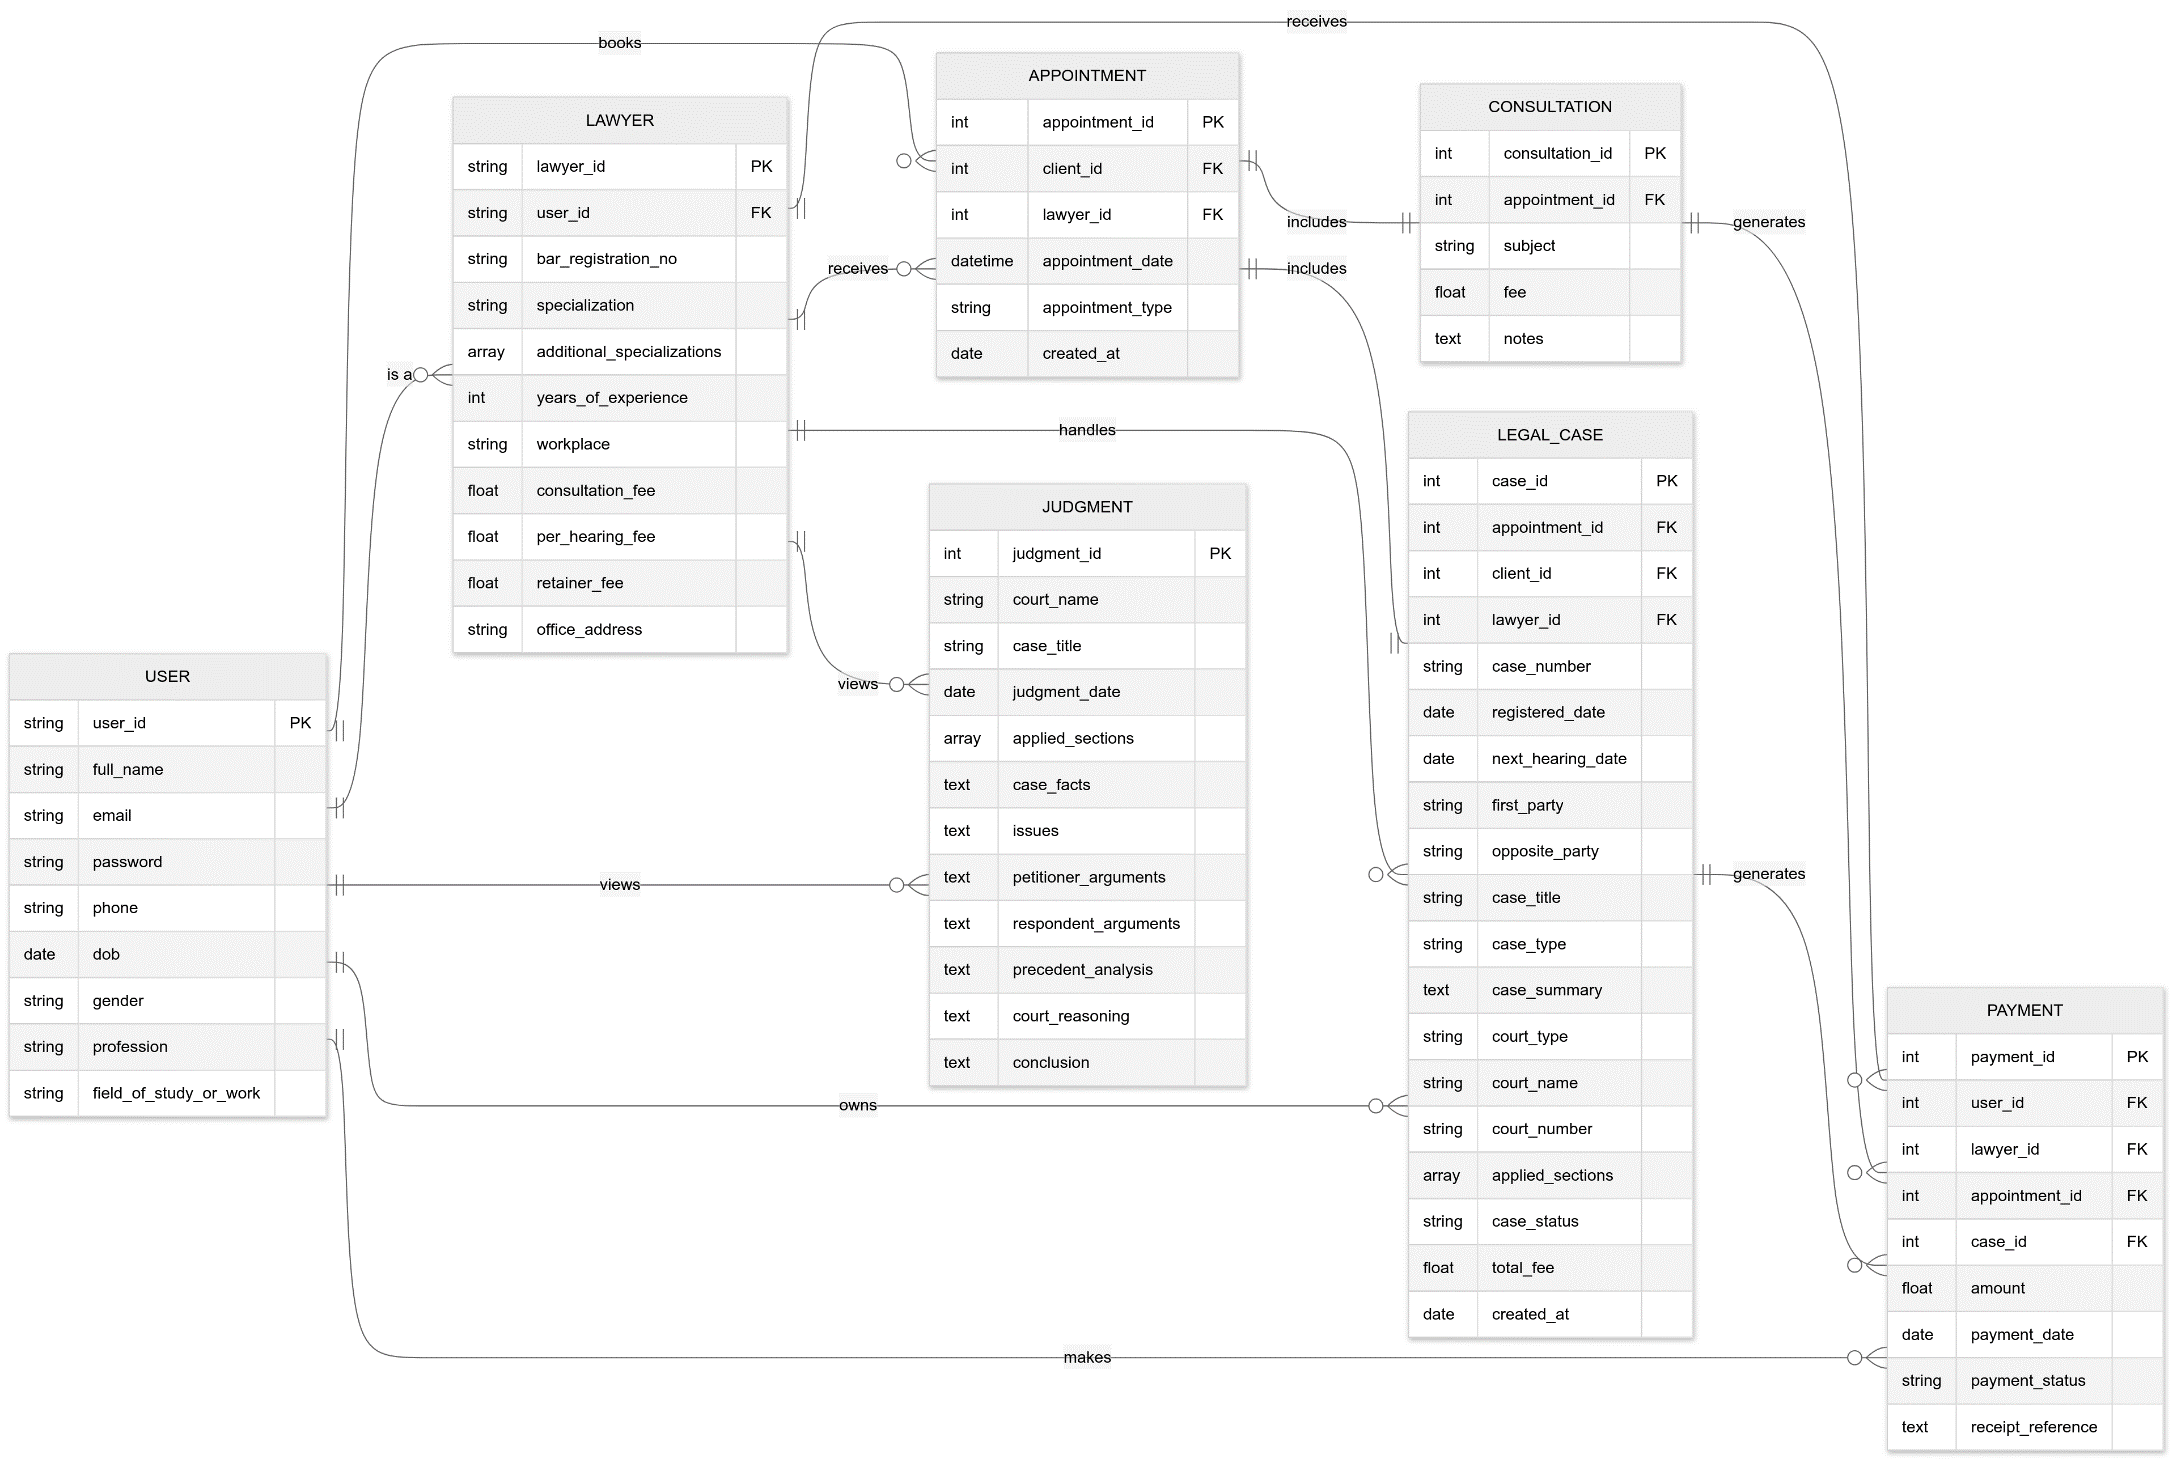 receives
books
APPOINTMENT
int appointment_id PK
int client_id FK
int lawyer_id FK
datetime appointment_date
string appointment_type
date created_at
CONSULTATION
int consultation_id PK
int appointment_id FK
string subject
float fee
text notes
LAWYER
string lawyer_id PK
string user_id FK
string bar_registration_no
string specialization
array additional_specializations
int years_of_experience
string workplace
float consultation_fee
float per_hearing_fee
float retainer_fee
string office_address
includes
generates
receives
includes
is a
handles
LEGAL_CASE
int case_id PK
int appointment_id FK
int client_id FK
int lawyer_id FK
string case_number
date registered_date
date next_hearing_date
string first_party
string opposite_party
string case_title
string case_type
text case_summary
string court_type
string court_name
string court_number
array applied_sections
string case_status
float total_fee
date created_at
JUDGMENT
int judgment_id PK
string court_name
string case_title
date judgment_date
array applied_sections
text case_facts
text issues
text petitioner_arguments
text respondent_arguments
text precedent_analysis
text court_reasoning
text conclusion
views
USER
string user_id PK
string full_name
string email
string password
string phone
date dob
string gender
string profession
string field_of_study_or_work
views
generates
owns
PAYMENT
int payment_id PK
int user_id FK
int lawyer_id FK
int appointment_id FK
int case_id FK
float amount
date payment_date
string payment_status
text receipt_reference
makes